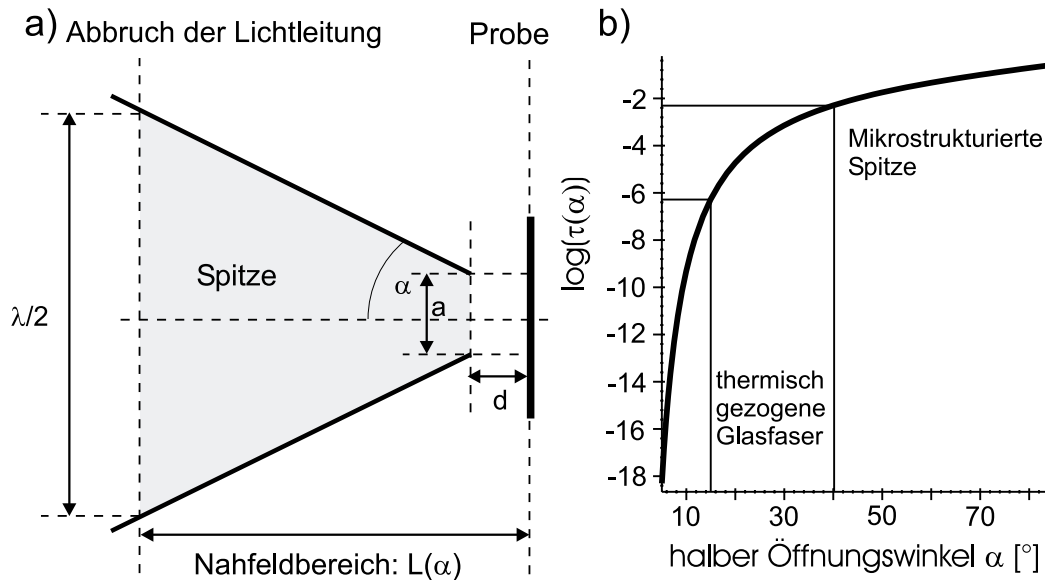 a)
Abbruch der Lichtleitung
Probe
Spitze
α
a
λ/2
d
Nahfeldbereich: L(α)
b)
log(τ(α))
-2
-4
-6
-8
-10
-12
-14
-16
-18
Mikrostrukturierte
Spitze
thermisch
gezogene
Glasfaser
10
30
50
70
halber Öffnungswinkel α [°]